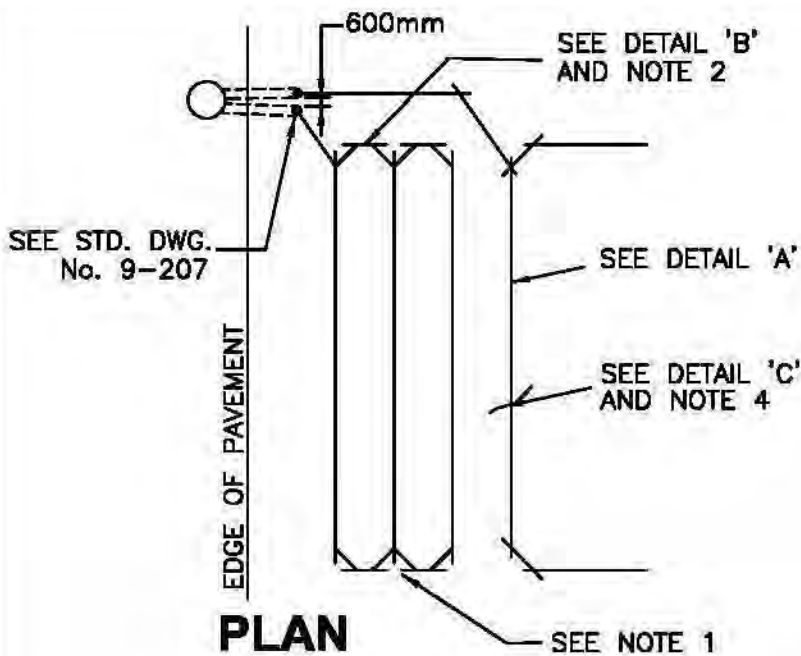 600mm
SEE DETAIL 'B'
AND NOTE 2
SEE STD. DWG.
No. 9-207
SEE DETAIL 'A'
EDGE OF PAVEMENT
SEE DETAIL 'C'
AND NOTE 4
PLAN
SEE NOTE 1